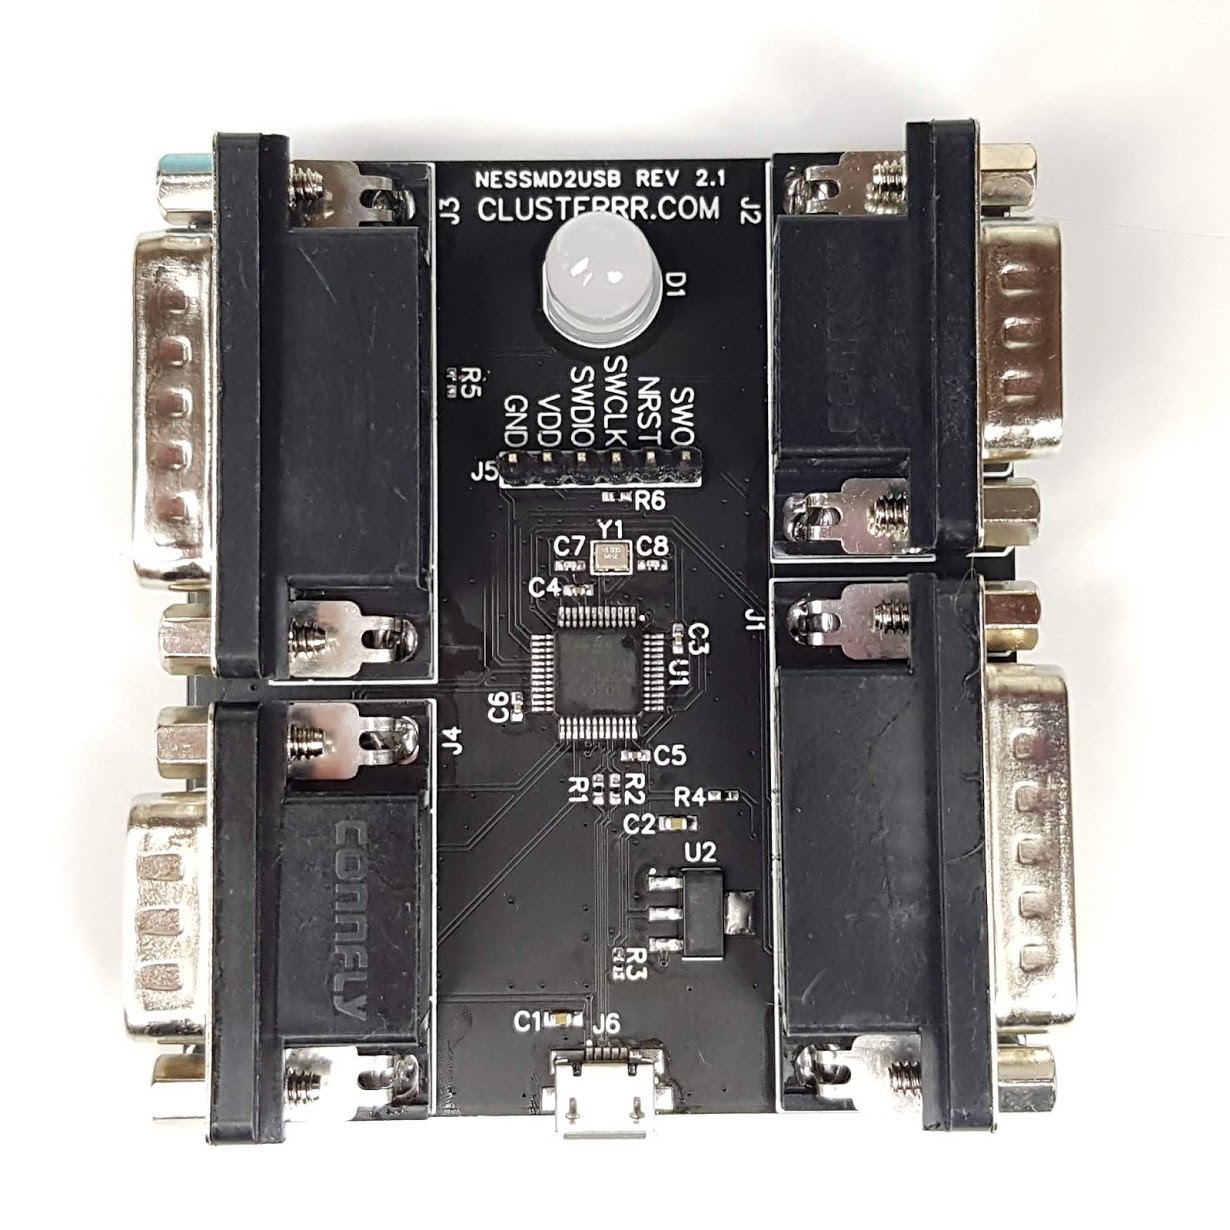 NESSMD2USB REV 2.1
CLUSTERRR.COM
J3
J2
D1
R5
GND
VDD
SWDIO
SWCLK
NRST
SWO
J5
R6
Y1
C7
C8
C4
C3
U1
J1
C6
J4
C5
R1
R2
R4
C2
U2
CONNFLY
R3
C1
J6